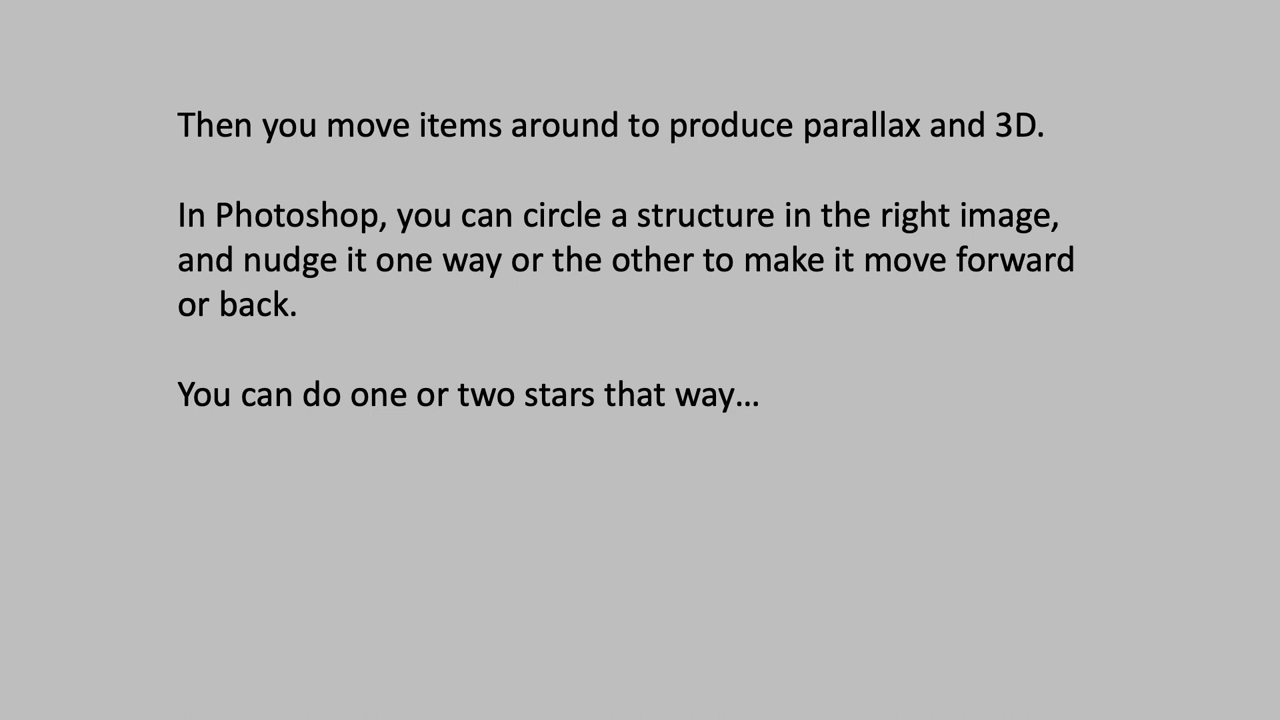 Then you move items around to produce parallax and 3D.
In Photoshop, you can circle a structure in the right image,
and nudge it one way or the other to make it move forward
or back.
You can do one or two stars that way…